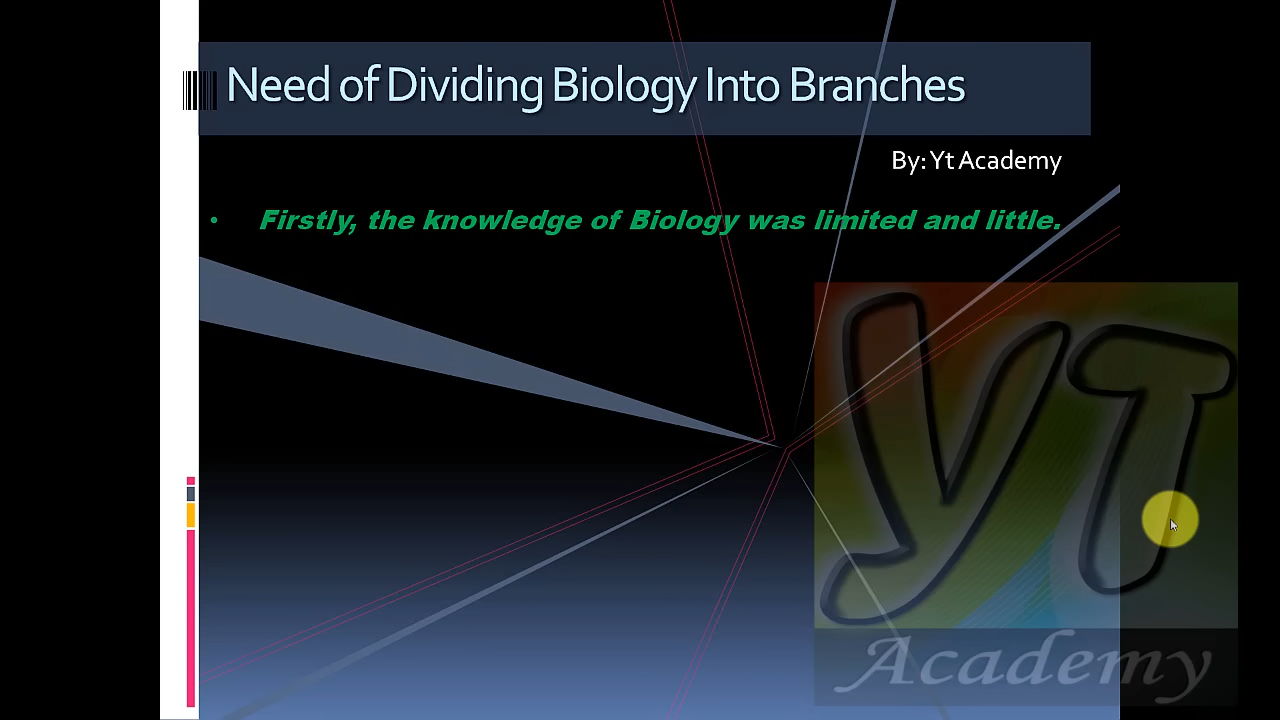 Need of Dividing Biology Into Branches
By: Yt Academy
• Firstly, the knowledge of Biology was limited and little.
YT
Academy